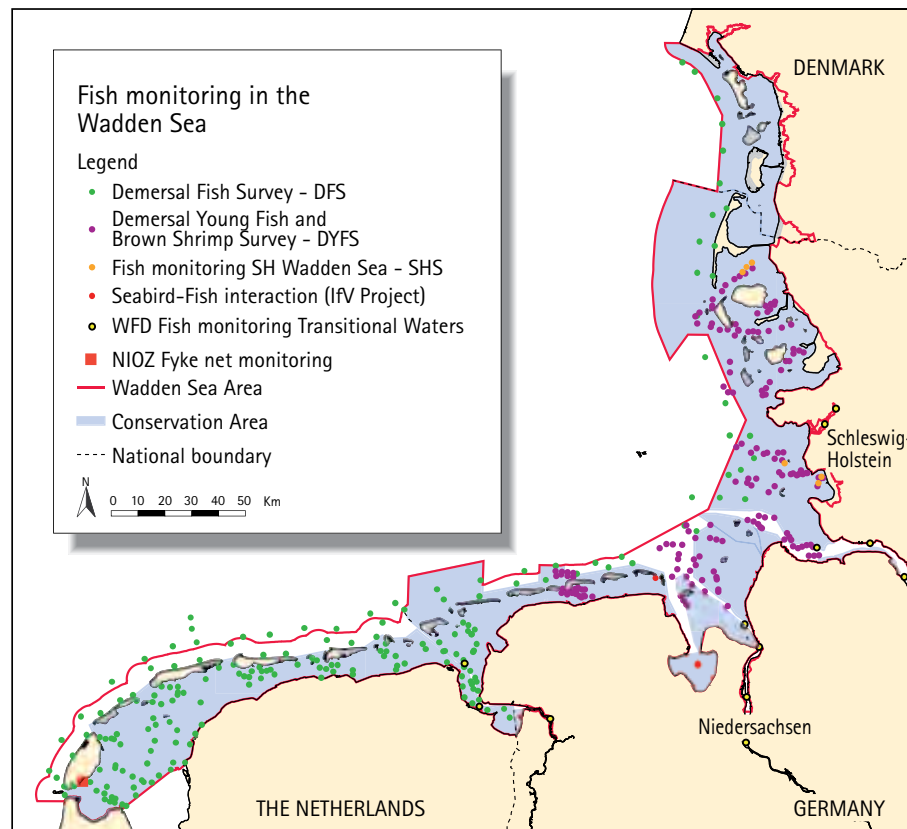 Fish monitoring in the
Wadden Sea
Legend
Demersal Fish Survey - DFS
Demersal Young Fish and
Brown Shrimp Survey - DYFS
Fish monitoring SH Wadden Sea - SHS
Seabird-Fish interaction (IfV Project)
WFD Fish monitoring Transitional Waters
NIOZ Fyke net monitoring
Wadden Sea Area
Conservation Area
National boundary
N
0 10 20 30 40 50 Km
DENMARK
Schleswig-
Holstein
Niedersachsen
THE NETHERLANDS
GERMANY